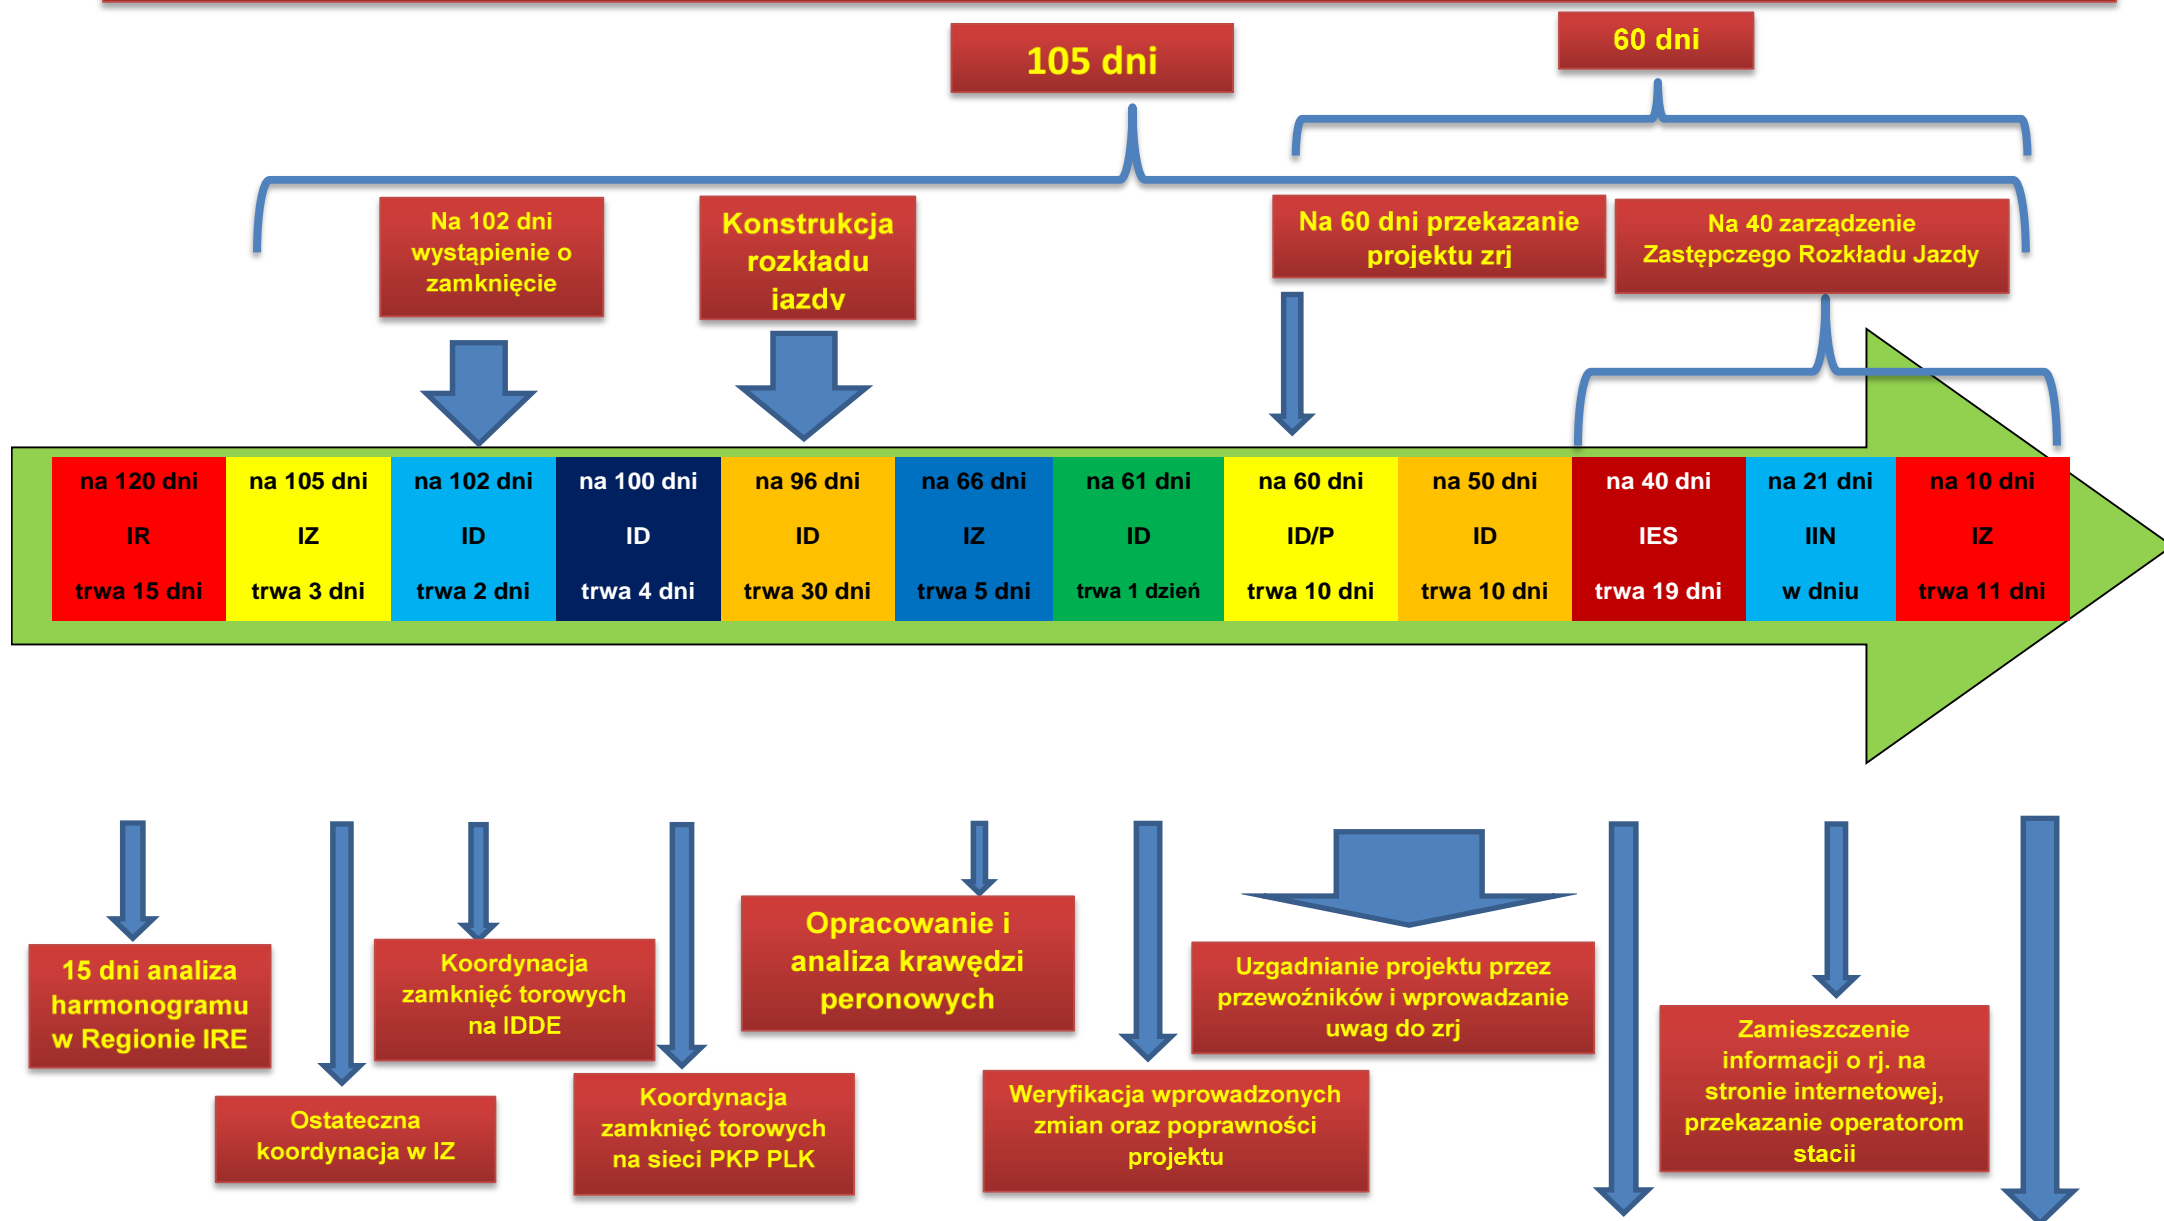 105 dni
60 dni
Na 102 dni
wystąpienie o
zamknięcie
Konstrukcja
rozkładu
jazdy
Na 60 dni przekazanie
projektu zrj
Na 40 zarządzenie
Zastępczego Rozkładu Jazdy
na 120 dni
IR
trwa 15 dni
na 105 dni
IZ
trwa 3 dni
na 102 dni
ID
trwa 2 dni
na 100 dni
ID
trwa 4 dni
na 96 dni
ID
trwa 30 dni
na 66 dni
IZ
trwa 5 dni
na 61 dni
ID
trwa 1 dzień
na 60 dni
ID/P
trwa 10 dni
na 50 dni
ID
trwa 10 dni
na 40 dni
IES
trwa 19 dni
na 21 dni
IIN
w dniu
na 10 dni
IZ
trwa 11 dni
15 dni analiza
harmonogramu
w Regionie IRE
Ostateczna
koordynacja w IZ
Koordynacja
zamknięć torowych
na IDDE
Koordynacja
zamknięć torowych
na sieci PKP PLK
Opracowanie i
analiza krawędzi
peronowych
Weryfikacja wprowadzonych
zmian oraz poprawności
projektu
Uzgadnianie projektu przez
przewoźników i wprowadzanie
uwag do zrj
Zamieszczenie
informacji o rj. na
stronie internetowej,
przekazanie operatorom
stacji